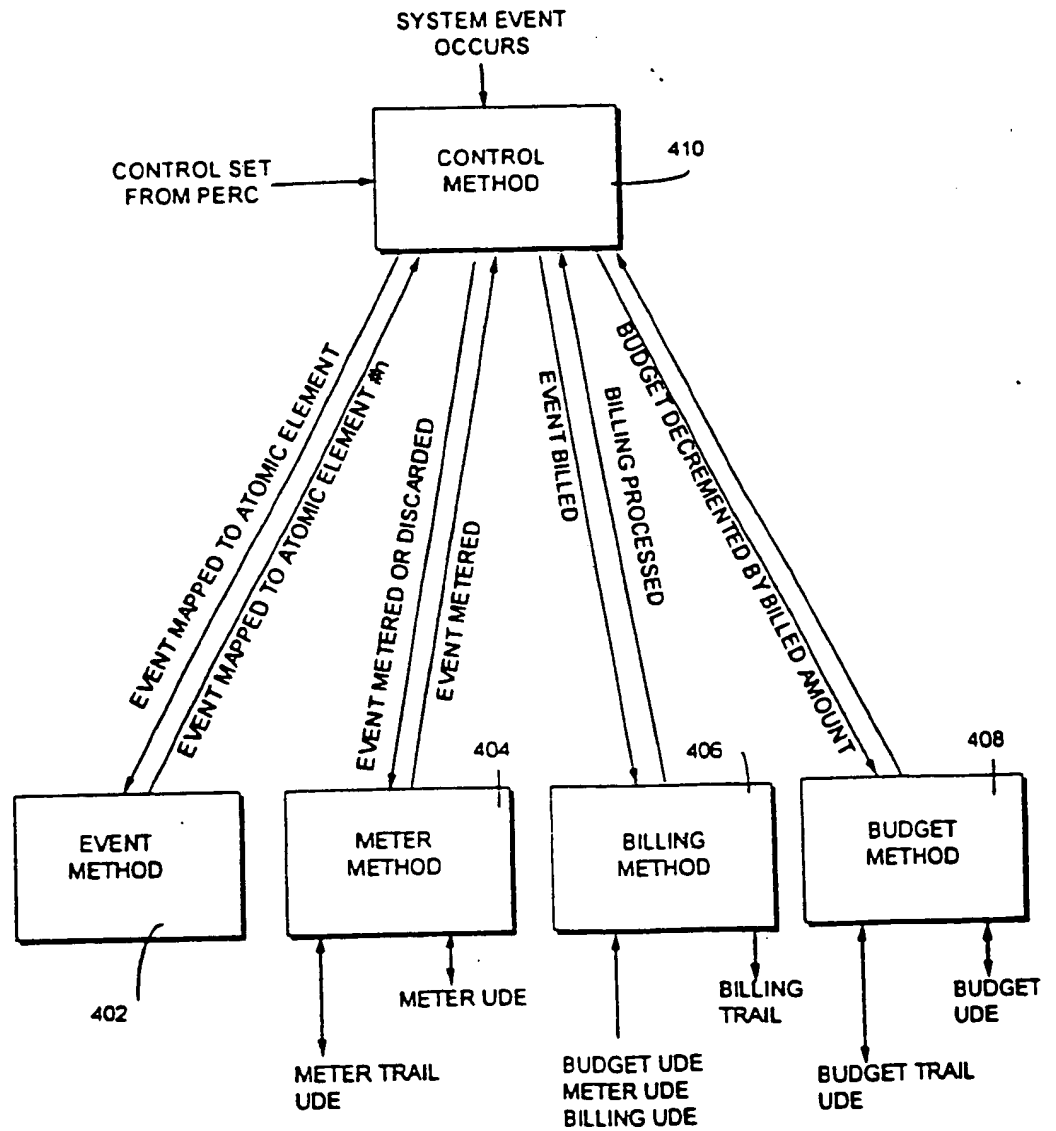 SYSTEM EVENT
OCCURS
CONTROL
METHOD
410
CONTROL SET
FROM PERC
EVENT MAPPED TO ATOMIC ELEMENT
EVENT MAPPED TO ATOMIC ELEMENT #n
EVENT METERED OR DISCARDED
EVENT METERED
EVENT BILLED
BILLING PROCESSED
BUDGET DECREMENTED BY BILLED AMOUNT
EVENT
METHOD
402
METER
METHOD
404
BILLING
METHOD
406
BUDGET
METHOD
408
METER UDE
METER TRAIL
UDE
BUDGET UDE
METER UDE
BILLING UDE
BILLING
TRAIL
BUDGET TRAIL
UDE
BUDGET
UDE